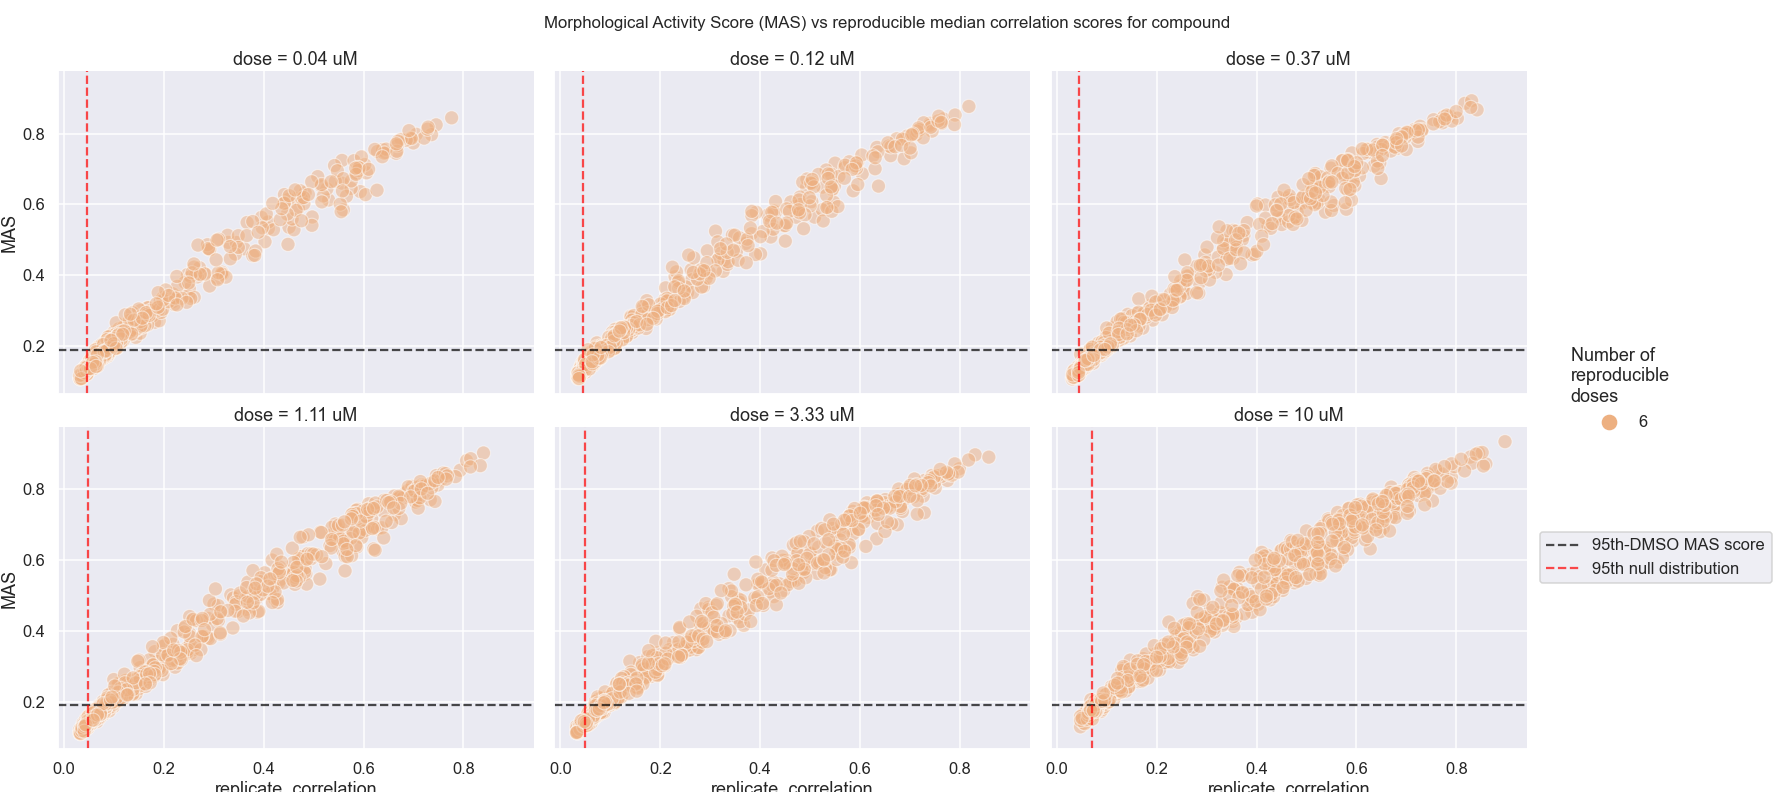 Morphological Activity Score (MAS) vs reproducible median correlation scores for compound
dose = 0.04 uM
dose = 0.12 uM
dose = 0.37 uM
MAS
0.8
0.6
0.4
0.2
dose = 1.11 uM
dose = 3.33 uM
dose = 10 uM
MAS
0.8
0.6
0.4
0.2
0.0 0.2 0.4 0.6 0.8
0.0 0.2 0.4 0.6 0.8
0.0 0.2 0.4 0.6 0.8
replicate_correlation
replicate_correlation
replicate_correlation
Number of
reproducible
doses
6
95th-DMSO MAS score
95th null distribution